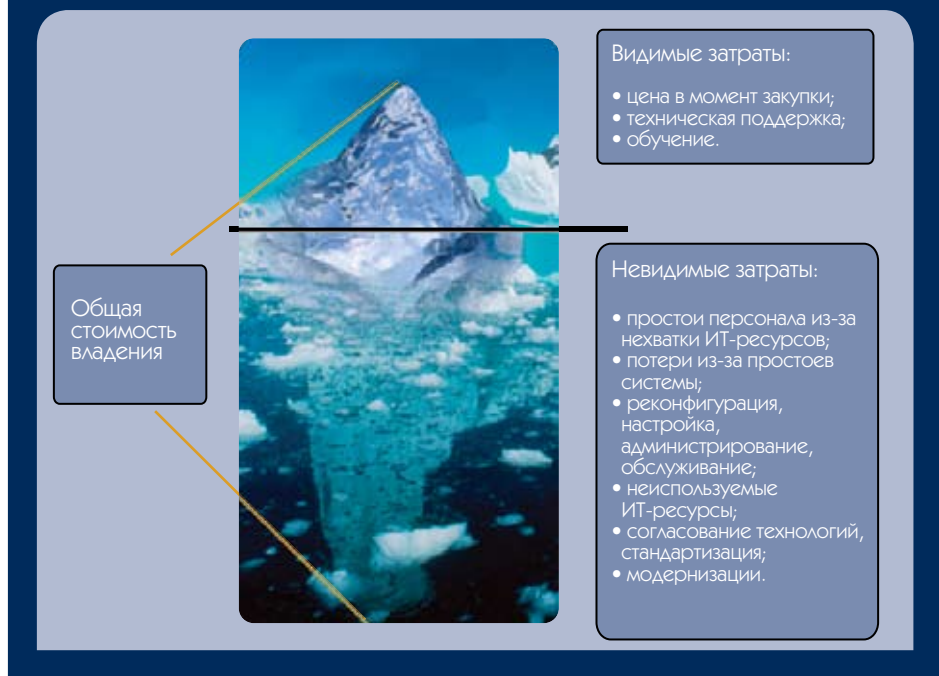 Видимые затраты:
• цена в момент закупки;
• техническая поддержка;
• обучение.
Общая
стоимость
владения
Невидимые затраты:
• простои персонала из-за
нехватки ИТ-ресурсов;
• потери из-за простоев
системы;
• реконфигурация,
настройка,
администрирование,
обслуживание;
• неиспользуемые
ИТ-ресурсы;
• согласование технологий,
стандартизация;
• модернизации.